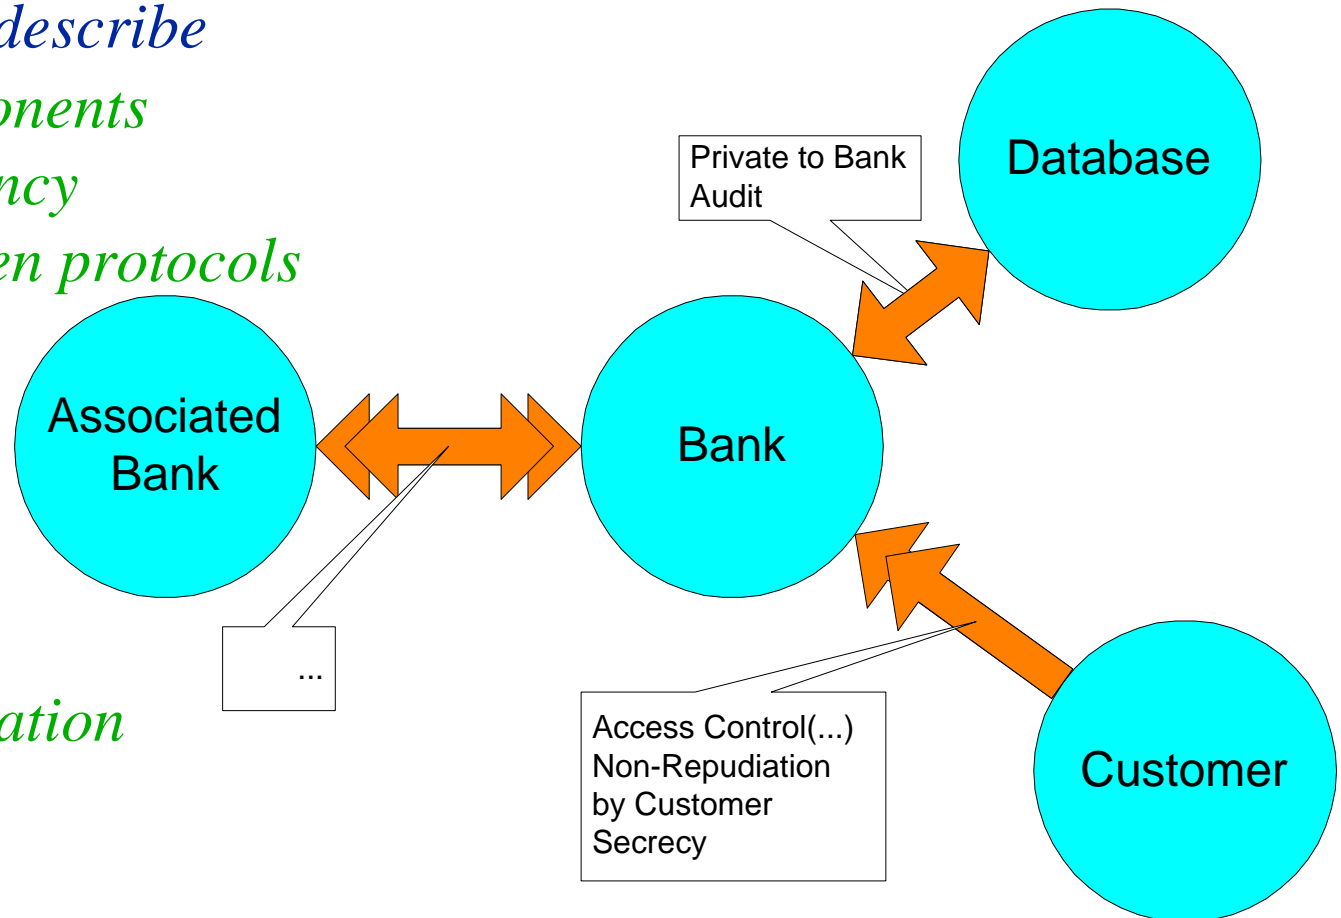 describe
onents
ncy
en protocols
ation
Private to Bank
Audit
Database
Associated
Bank
Bank
...
Access Control(...)
Non-Repudiation
by Customer
Secrecy
Customer